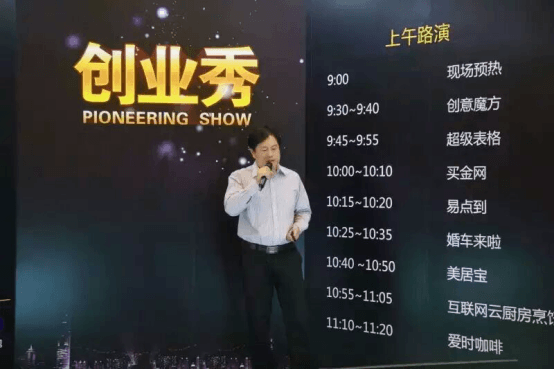 创业秀
PIONEERING SHOW
上午路演
9:00 现场预热
9:30~9:40 创意魔方
9:45~9:55 超级表格
10:00~10:10 买金网
10:15~10:20 易点到
10:25~10:35 婚车来啦
10:40~10:50 美居宝
10:55~11:05 互联网云厨房烹饪
11:10~11:20 爱时咖啡